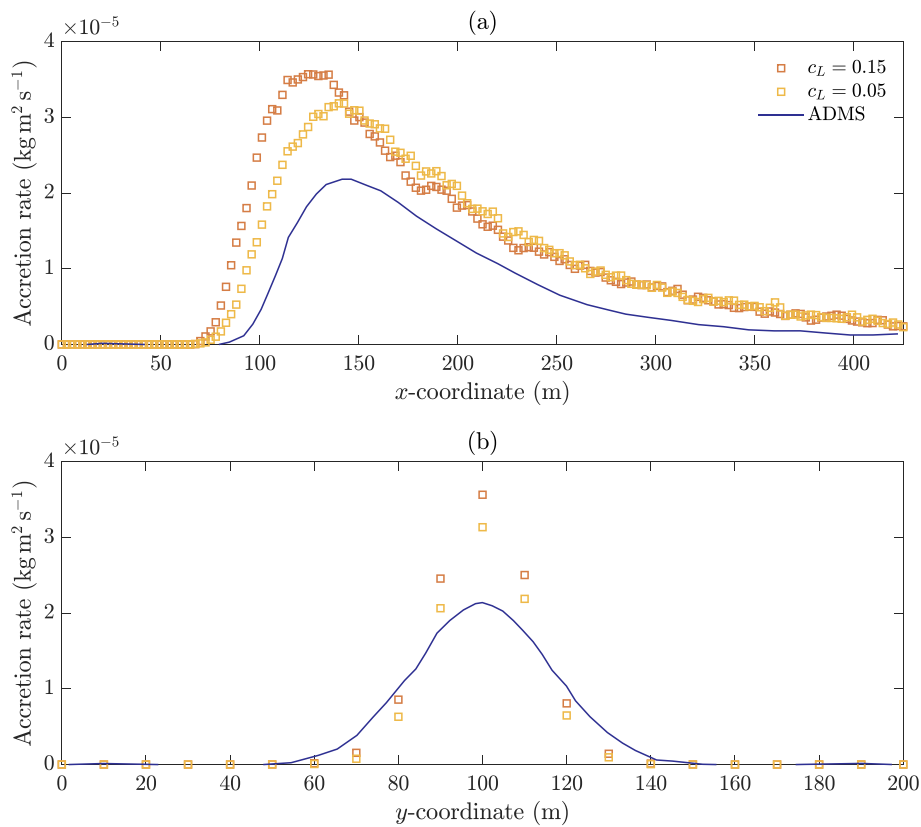 (a)
×10⁻⁵
4
3
2
1
0
Accretion rate (kg m² s⁻¹)
c_L = 0.15
c_L = 0.05
ADMS
0 50 100 150 200 250 300 350 400
x-coordinate (m)
(b)
×10⁻⁵
4
3
2
1
0
Accretion rate (kg m² s⁻¹)
0 20 40 60 80 100 120 140 160 180 200
y-coordinate (m)